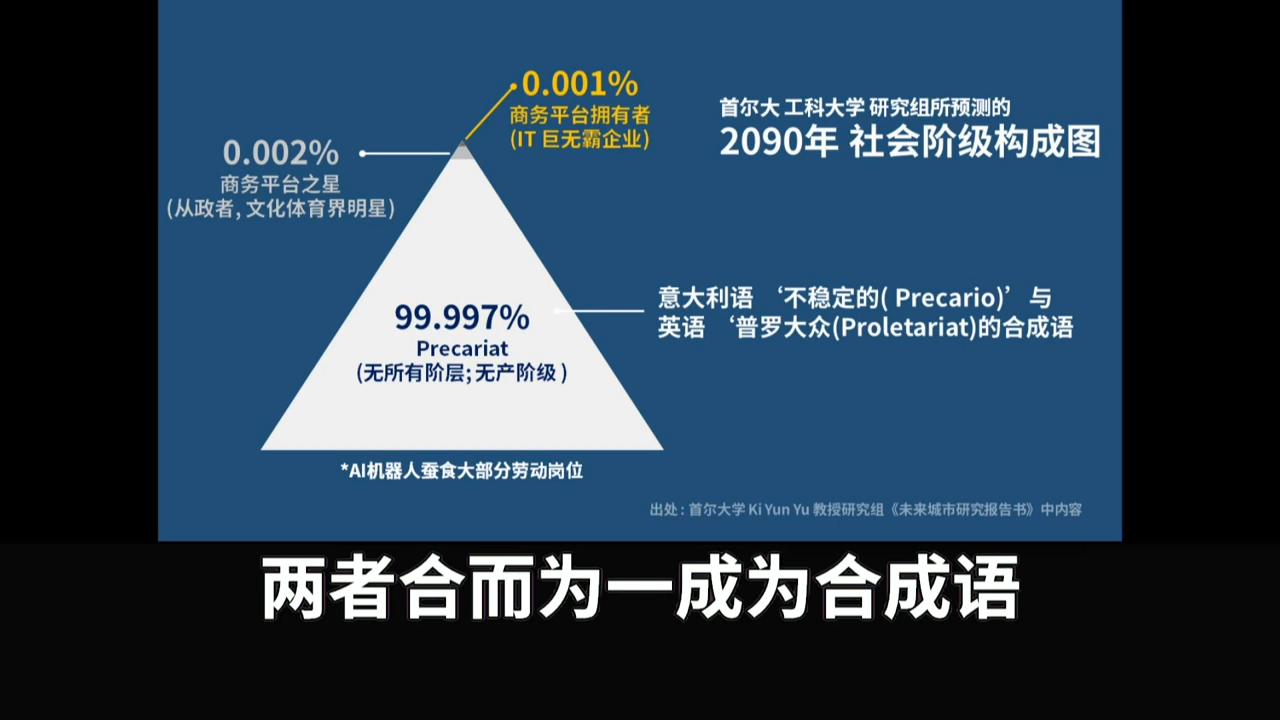 0.001%
商务平台拥有者
(IT 巨无霸企业)
首尔大 工科大学 研究组所预测的
2090年 社会阶级构成图
0.002%
商务平台之星
(从政者, 文化体育界明星)
意大利语 ‘不稳定的( Precario)’ 与
英语 ‘普罗大众(Proletariat)的合成语
99.997%
Precariat
(无所有阶层; 无产阶级 )
*AI机器人蚕食大部分劳动岗位
出处 : 首尔大学 Ki Yun Yu 教授研究组《未来城市研究报告书》中内容
两者合而为一成为合成语